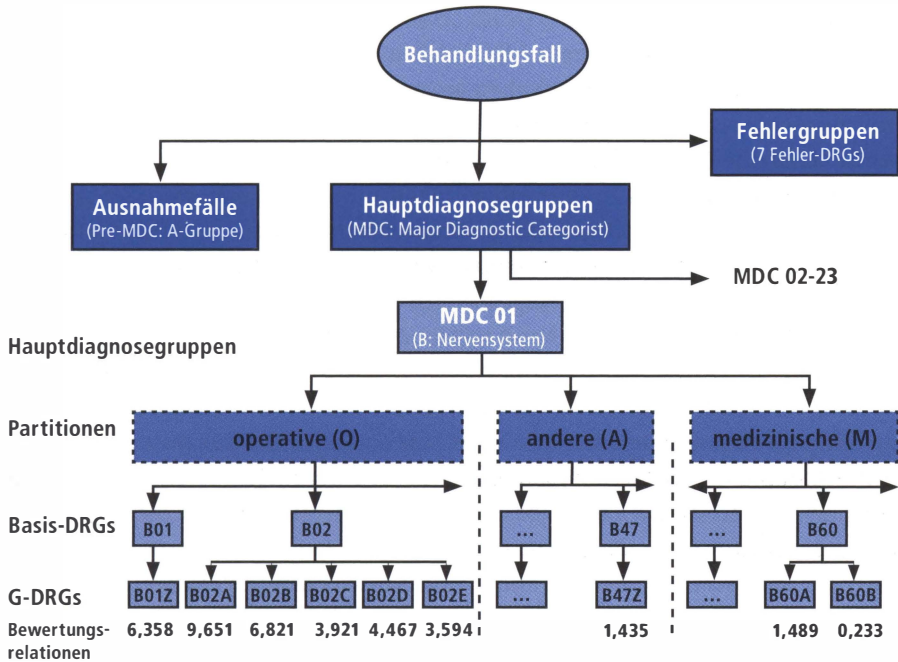 Behandlungsfall
Fehlergruppen
(7 Fehler-DRGs)
Ausnahmefälle
(Pre-MDC: A-Gruppe)
Hauptdiagnosegruppen
(MDC: Major Diagnostic Categorist)
MDC 02-23
MDC 01
(B: Nervensystem)
Hauptdiagnosegruppen
Partitionen operative (O) andere (A) medizinische (M)
Basis-DRGs B01 B02 ... B47 ... B60
G-DRGs B01Z B02A B02B B02C B02D B02E ... B47Z ... B60A B60B
Bewertungs- 6,358 9,651 6,821 3,921 4,467 3,594 1,435 1,489 0,233
relationen